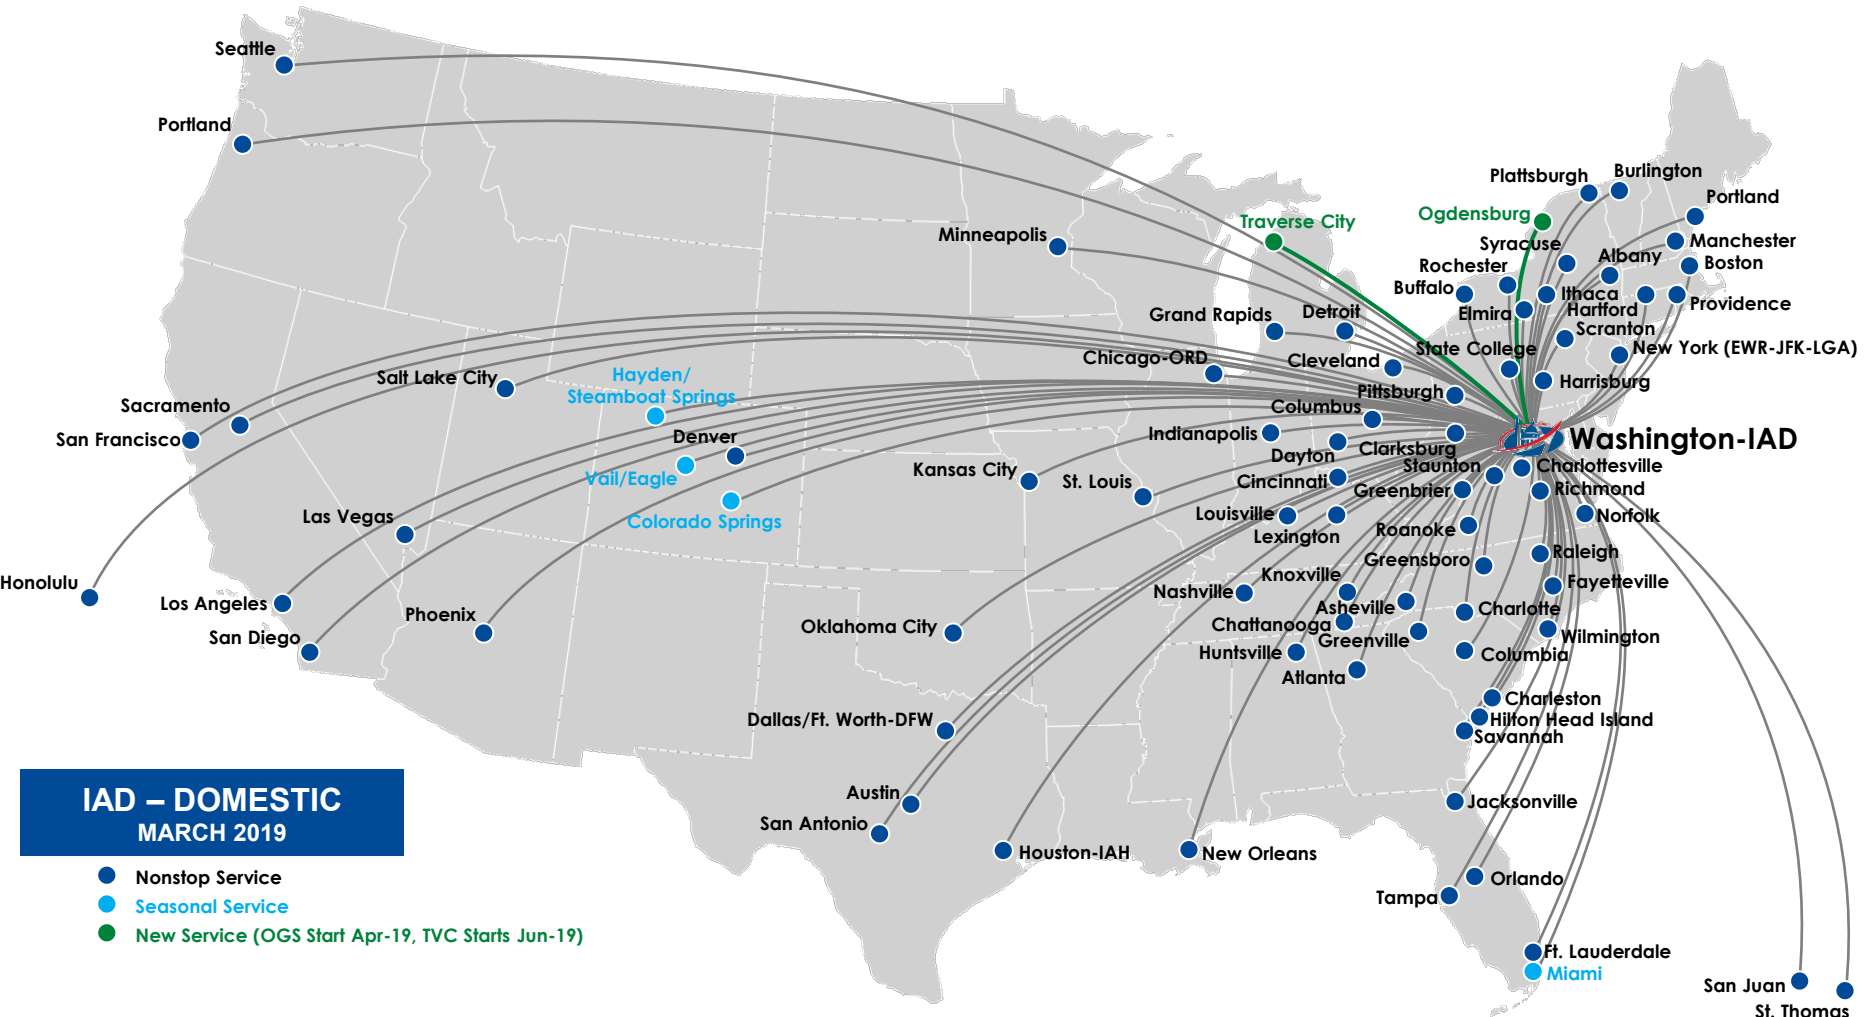 Seattle
Portland
Burlington
Plattsburgh
Portland
Ogdensburg
Traverse City
Minneapolis
Syracuse
Manchester
Albany
Boston
Rochester
Buffalo
Ithaca
Providence
Hartford
Elmira
Grand Rapids
Detroit
Scranton
State College
New York (EWR-JFK-LGA)
Chicago-ORD
Cleveland
Salt Lake City
Hayden/
Steamboat Springs
Pittsburgh
Harrisburg
Sacramento
Columbus
San Francisco
Denver
Indianapolis
Washington-IAD
Clarksburg
Dayton
Kansas City
Staunton
Charlottesville
Vail/Eagle
St. Louis
Cincinnati
Greenbrier
Richmond
Las Vegas
Colorado Springs
Louisville
Norfolk
Roanoke
Lexington
Raleigh
Greensboro
Honolulu
Knoxville
Fayetteville
Los Angeles
Nashville
Asheville
Charlotte
Phoenix
Oklahoma City
Chattanooga
San Diego
Greenville
Wilmington
Huntsville
Columbia
Atlanta
Charleston
Dallas/Ft. Worth-DFW
Hilton Head Island
Savannah
Austin
Jacksonville
San Antonio
Houston-IAH
New Orleans
Orlando
Tampa
Ft. Lauderdale
Miami
San Juan
St. Thomas
IAD – DOMESTIC
MARCH 2019
Nonstop Service
Seasonal Service
New Service (OGS Start Apr-19, TVC Starts Jun-19)